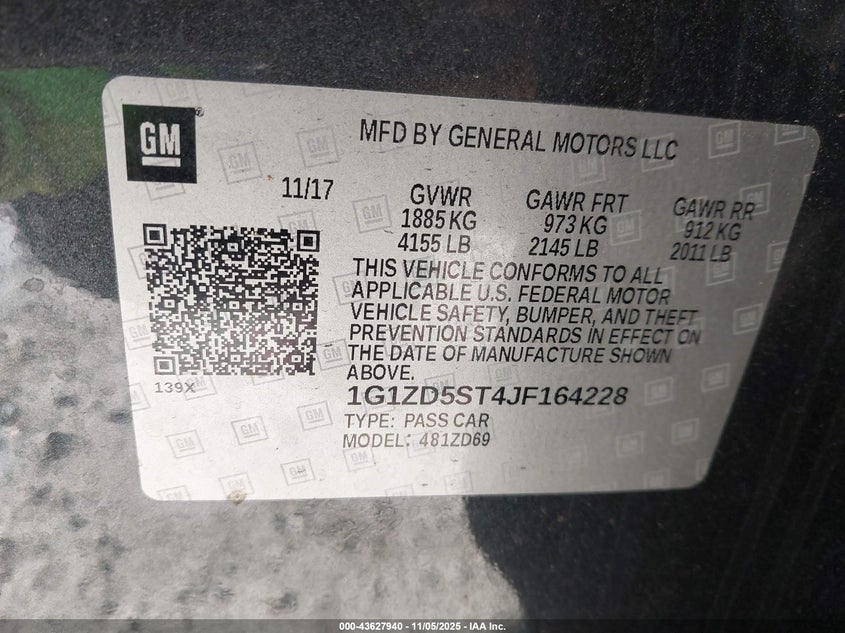 GM
MFD BY GENERAL MOTORS LLC
11/17
GVWR
1885 KG
4155 LB
GAWR FRT
973 KG
2145 LB
GAWR RR
912 KG
2011 LB
THIS VEHICLE CONFORMS TO ALL
APPLICABLE U.S. FEDERAL MOTOR
VEHICLE SAFETY, BUMPER, AND THEFT
PREVENTION STANDARDS IN EFFECT ON
THE DATE OF MANUFACTURE SHOWN
ABOVE.
139X
1G1ZD5ST4JF164228
TYPE: PASS CAR
MODEL: 481ZD69
000-43627940 - 11/05/2025 - IAA Inc.